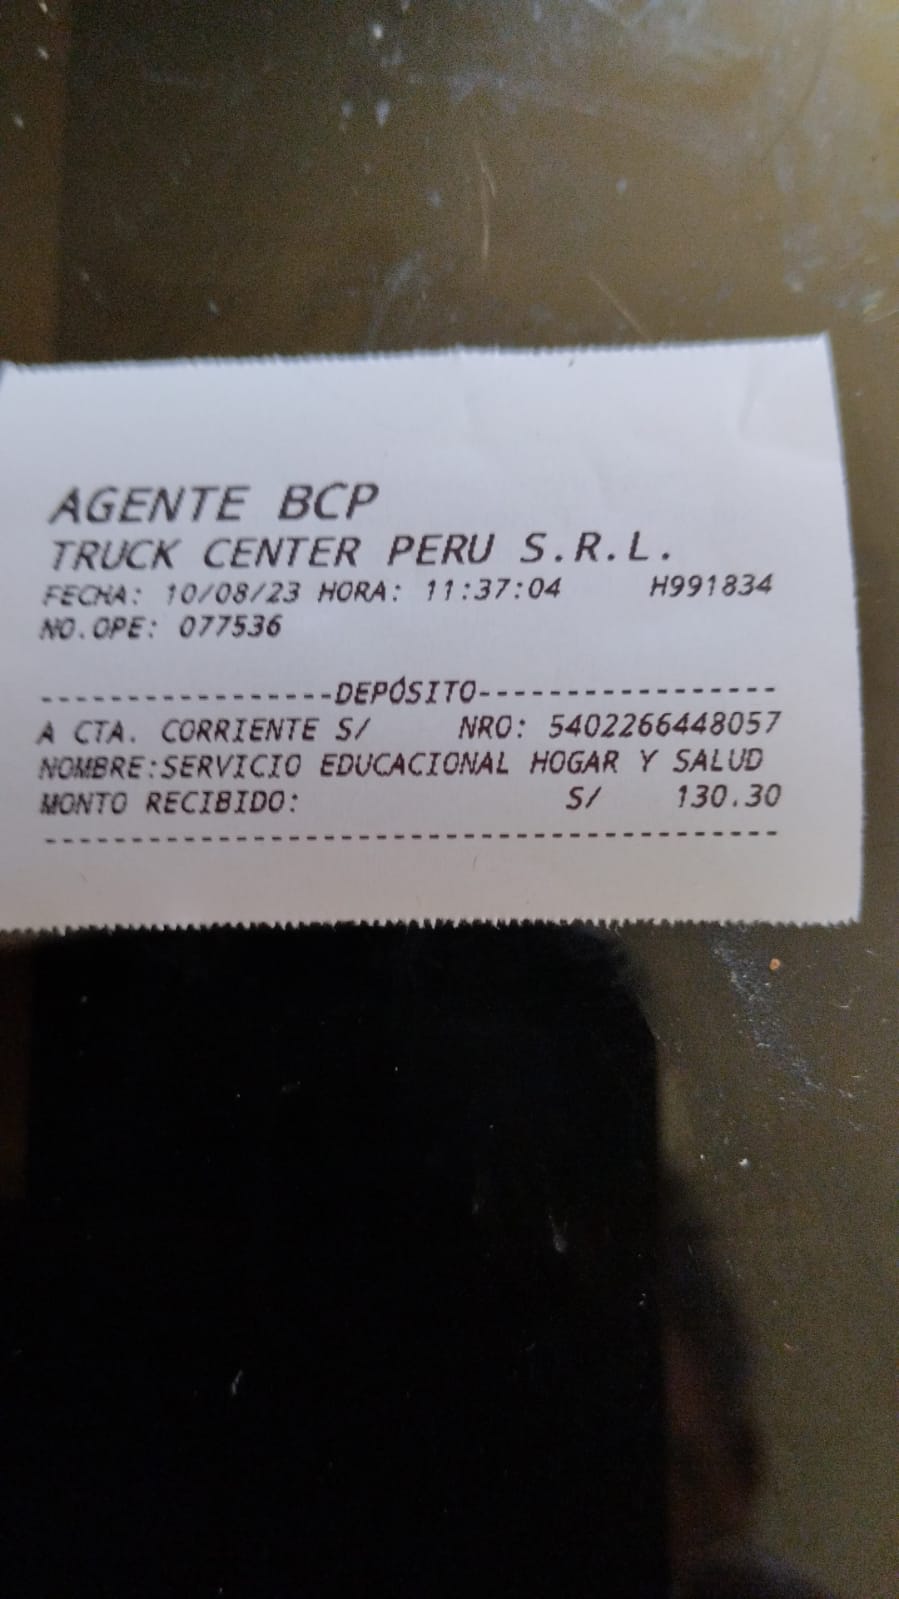 AGENTE BCP
TRUCK CENTER PERU S.R.L.
FECHA: 10/08/23 HORA: 11:37:04 H991834
NO.OPE: 077536
-----------------DEPÓSITO-----------------
A CTA. CORRIENTE S/ NRO: 5402266448057
NOMBRE:SERVICIO EDUCACIONAL HOGAR Y SALUD
MONTO RECIBIDO: S/ 130.30
------------------------------------------